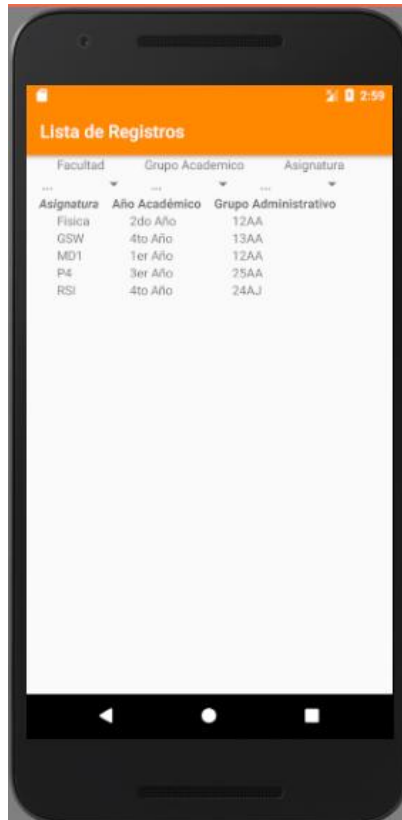 2:59
Lista de Registros
Facultad Grupo Academico Asignatura
... ... ...
Asignatura Año Académico Grupo Administrativo
Fisica 2do Año 12AA
GSW 4to Año 13AA
MD1 1er Año 12AA
P4 3er Año 25AA
RSI 4to Año 24AJ